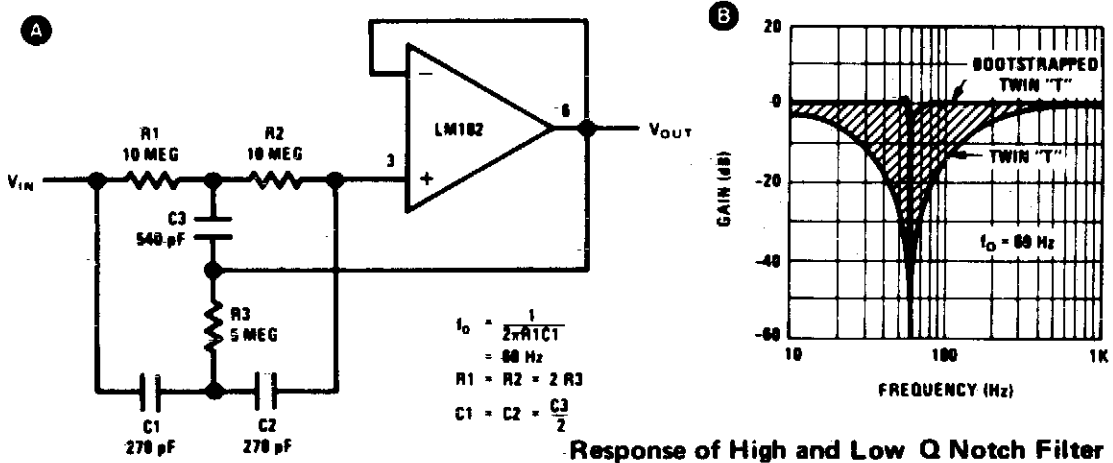 A
R1
10 MEG
R2
10 MEG
V_IN
C3
540 pF
R3
5 MEG
C1
270 pF
C2
270 pF
−
+
3
LM102
6
V_OUT
f_O = 1 / 2πR1C1
= 60 Hz
R1 = R2 = 2 R3
C1 = C2 = C3 / 2
B
20
0
-20
-40
-60
GAIN (dB)
BOOTSTRAPPED
TWIN "T"
TWIN "T"
f_O = 60 Hz
10
100
1K
FREQUENCY (Hz)
Response of High and Low Q Notch Filter